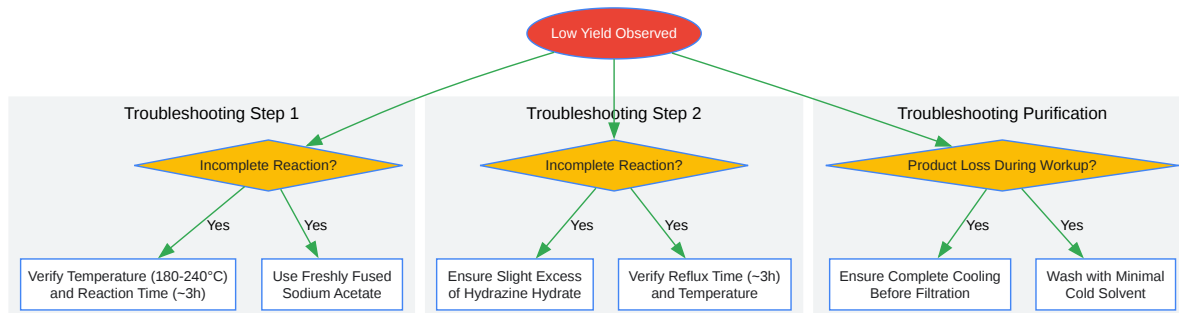 Low Yield Observed
Troubleshooting Step 1
Troubleshooting Step 2
Troubleshooting Purification
Incomplete Reaction?
Incomplete Reaction?
Product Loss During Workup?
Yes
Yes
Yes
Yes
Yes
Yes
Verify Temperature (180-240°C)
and Reaction Time (~3h)
Use Freshly Fused
Sodium Acetate
Ensure Slight Excess
of Hydrazine Hydrate
Verify Reflux Time (~3h)
and Temperature
Ensure Complete Cooling
Before Filtration
Wash with Minimal
Cold Solvent